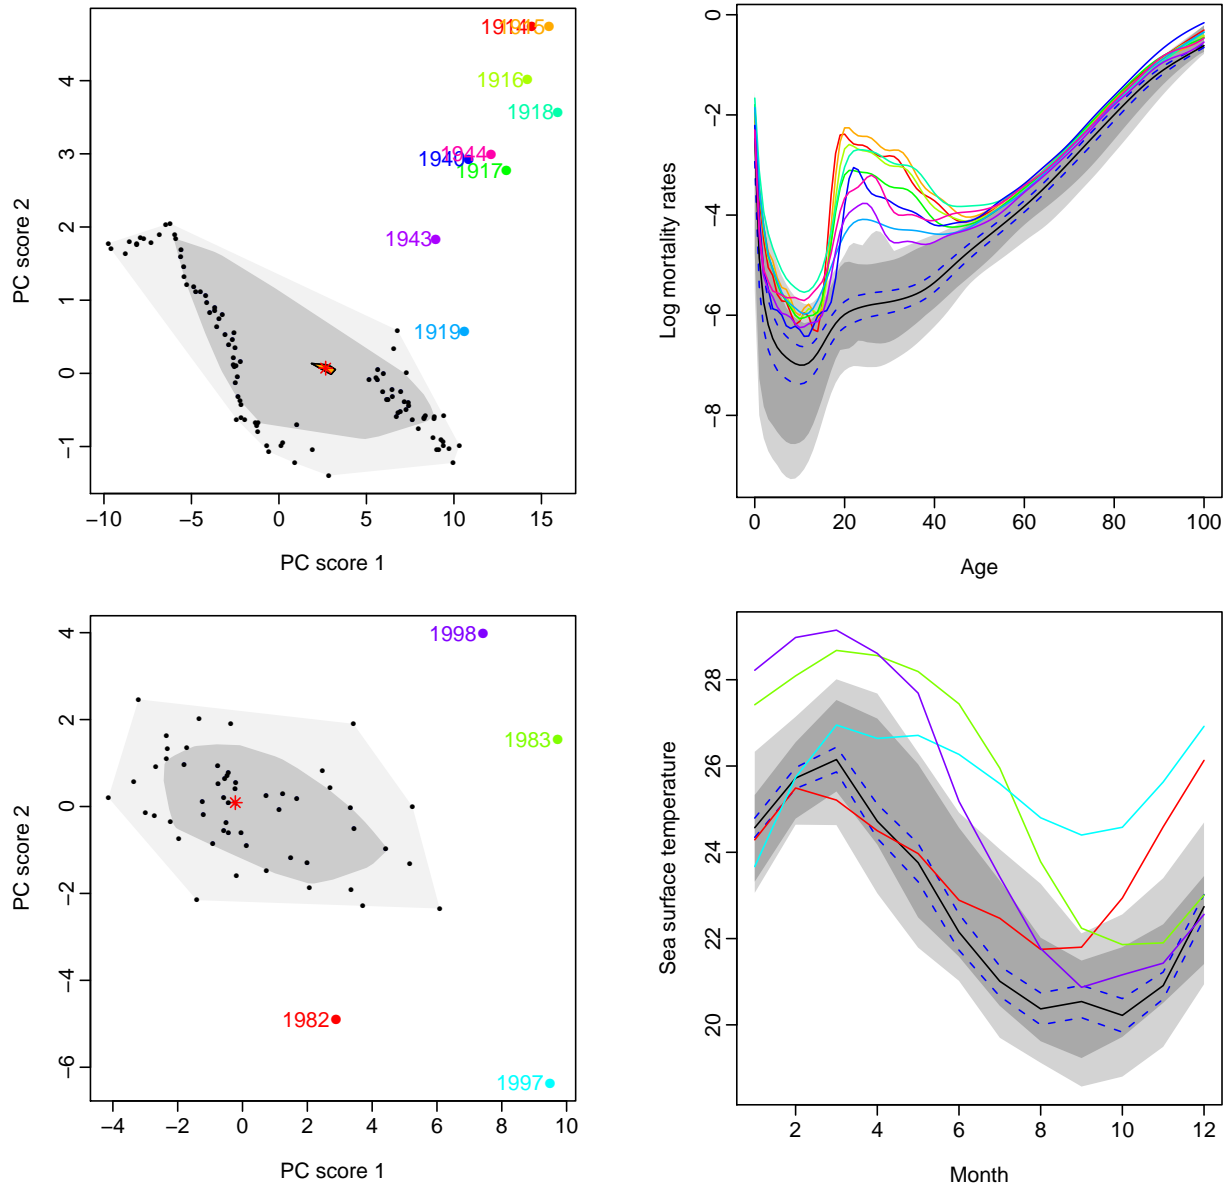 PC score 2
4
3
2
1
0
−1
1914 1915
1916
1918
1944
1940
1917
1943
1919
−10 −5 0 5 10 15
PC score 1
Log mortality rates
0
−2
−4
−6
−8
0 20 40 60 80 100
Age
PC score 2
4
2
0
−2
−4
−6
1998
1983
1982
1997
−4 −2 0 2 4 6 8 10
PC score 1
Sea surface temperature
28
26
24
22
20
2 4 6 8 10 12
Month